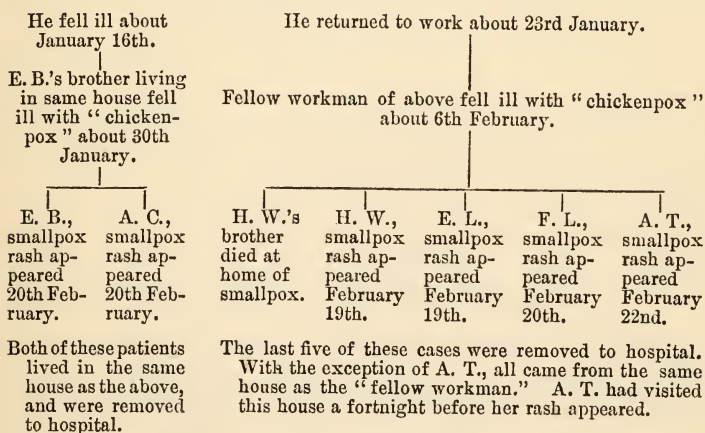 He fell ill about
January 16th.
E. B.'s brother living
in same house fell
ill with “ chicken-
pox ” about 30th
January.
E. B.,
smallpox
rash ap-
peared
20th Feb-
ruary.
A. C.,
smallpox
rash ap-
peared
20th Feb-
ruary.
Both of these patients
lived in the same
house as the above,
and were removed
to hospital.
He returned to work about 23rd January.
Fellow workman of above fell ill with “ chickenpox ”
about 6th February.
H. W.'s
brother
died at
home of
smallpox.
H. W.,
smallpox
rash ap-
peared
February
19th.
E. L.,
smallpox
rash ap-
peared
February
19th.
F. L.,
smallpox
rash ap-
peared
February
20th.
A. T.,
smallpox
rash ap-
peared
February
22nd.
The last five of these cases were removed to hospital.
With the exception of A. T., all came from the same
house as the “ fellow workman.” A. T. had visited
this house a fortnight before her rash appeared.